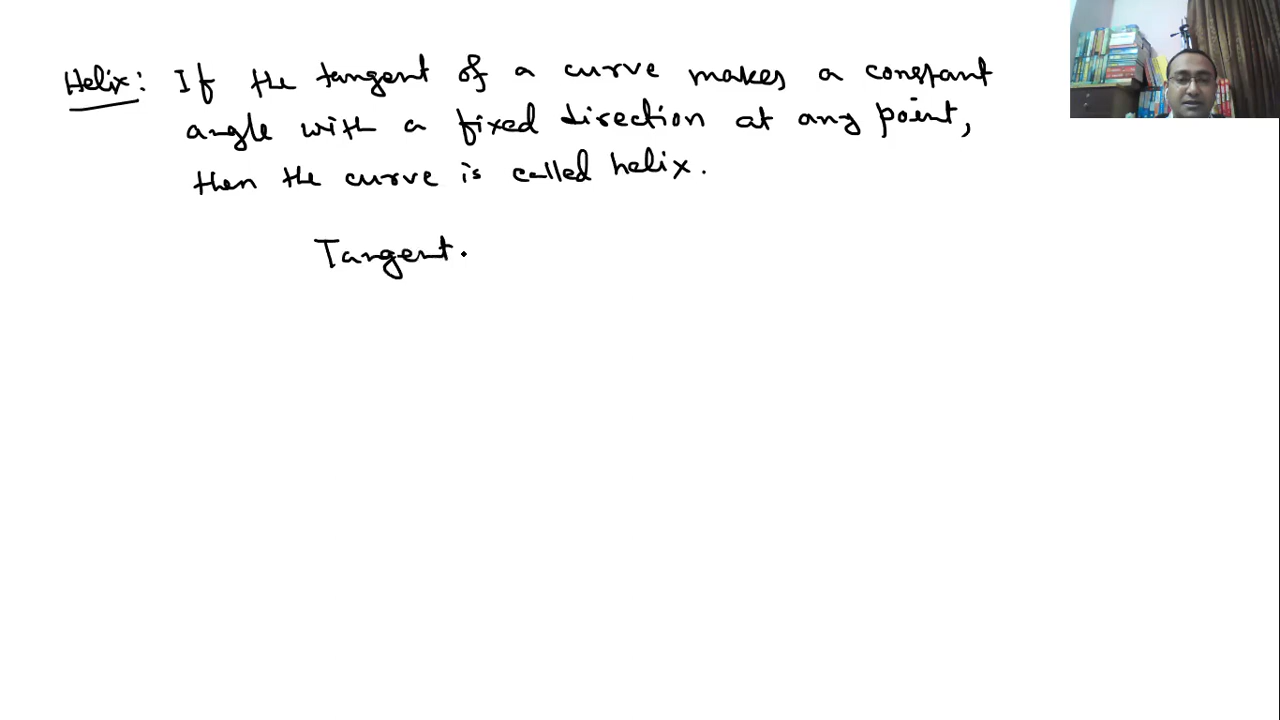 Helix: If the tangent of a curve makes a constant
angle with a fixed direction at any point,
then the curve is called helix.
Tangent.